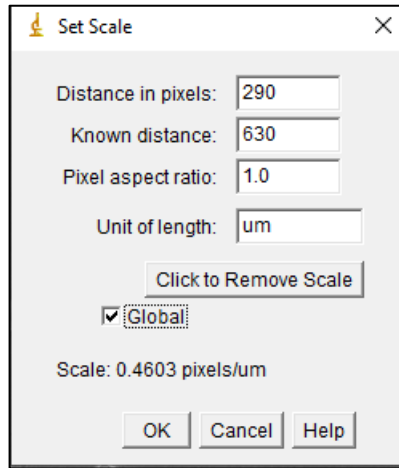 Set Scale
Distance in pixels: 290
Known distance: 630
Pixel aspect ratio: 1.0
Unit of length: um
Click to Remove Scale
Global
Scale: 0.4603 pixels/um
OK Cancel Help